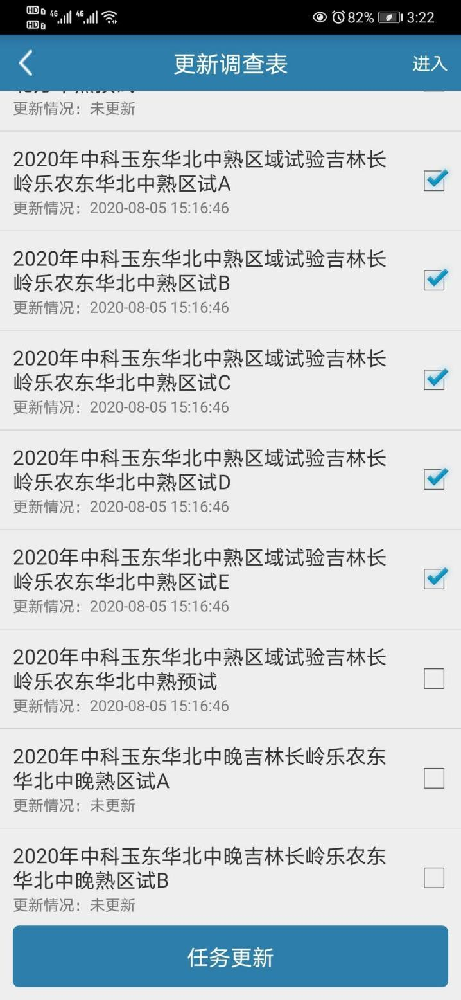 HD 1 4G 4G 82% 3:22
HD 2
更新调查表 进入
更新情况：未更新
2020年中科玉东华北中熟区域试验吉林长
岭乐农东华北中熟区试A
更新情况：2020-08-05 15:16:46
2020年中科玉东华北中熟区域试验吉林长
岭乐农东华北中熟区试B
更新情况：2020-08-05 15:16:46
2020年中科玉东华北中熟区域试验吉林长
岭乐农东华北中熟区试C
更新情况：2020-08-05 15:16:46
2020年中科玉东华北中熟区域试验吉林长
岭乐农东华北中熟区试D
更新情况：2020-08-05 15:16:46
2020年中科玉东华北中熟区域试验吉林长
岭乐农东华北中熟区试E
更新情况：2020-08-05 15:16:46
2020年中科玉东华北中熟区域试验吉林长
岭乐农东华北中熟预试
更新情况：2020-08-05 15:16:46
2020年中科玉东华北中晚吉林长岭乐农东
华北中晚熟区试A
更新情况：未更新
2020年中科玉东华北中晚吉林长岭乐农东
华北中晚熟区试B
更新情况：未更新
任务更新